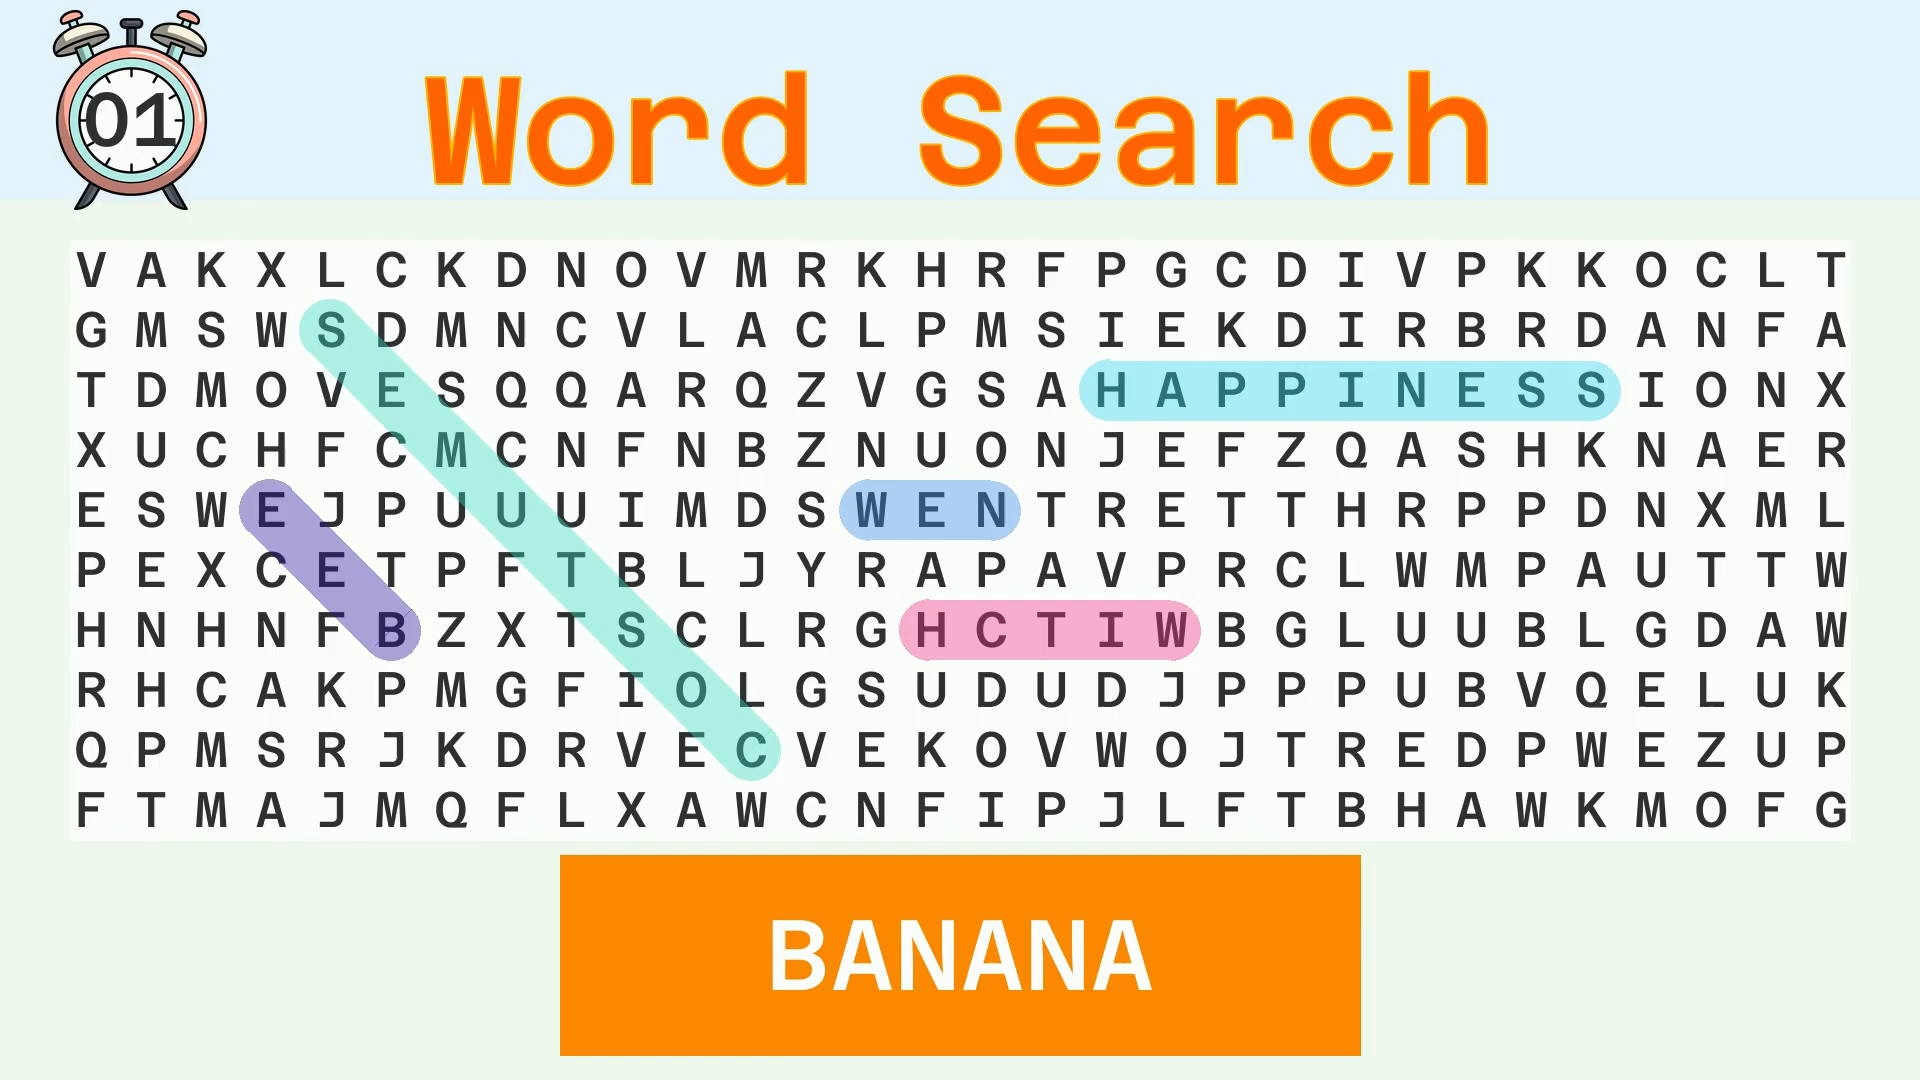 01
Word Search
V A K X L C K D N O V M R K H R F P G C D I V P K K O C L T
G M S W S D M N C V L A C L P M S I E K D I R B R D A N F A
T D M O V E S Q Q A R Q Z V G S A H A P P I N E S S I O N X
X U C H F C M C N F N B Z N U O N J E F Z Q A S H K N A E R
E S W E J P U U U I M D S W E N T R E T T H R P P D N X M L
P E X C E T P F T B L J Y R A P A V P R C L W M P A U T T W
H N H N F B Z X T S C L R G H C T I W B G L U U B L G D A W
R H C A K P M G F I O L G S U D U D J P P P U B V Q E L U K
Q P M S R J K D R V E C V E K O V W O J T R E D P W E Z U P
F T M A J M Q F L X A W C N F I P J L F T B H A W K M O F G
BANANA